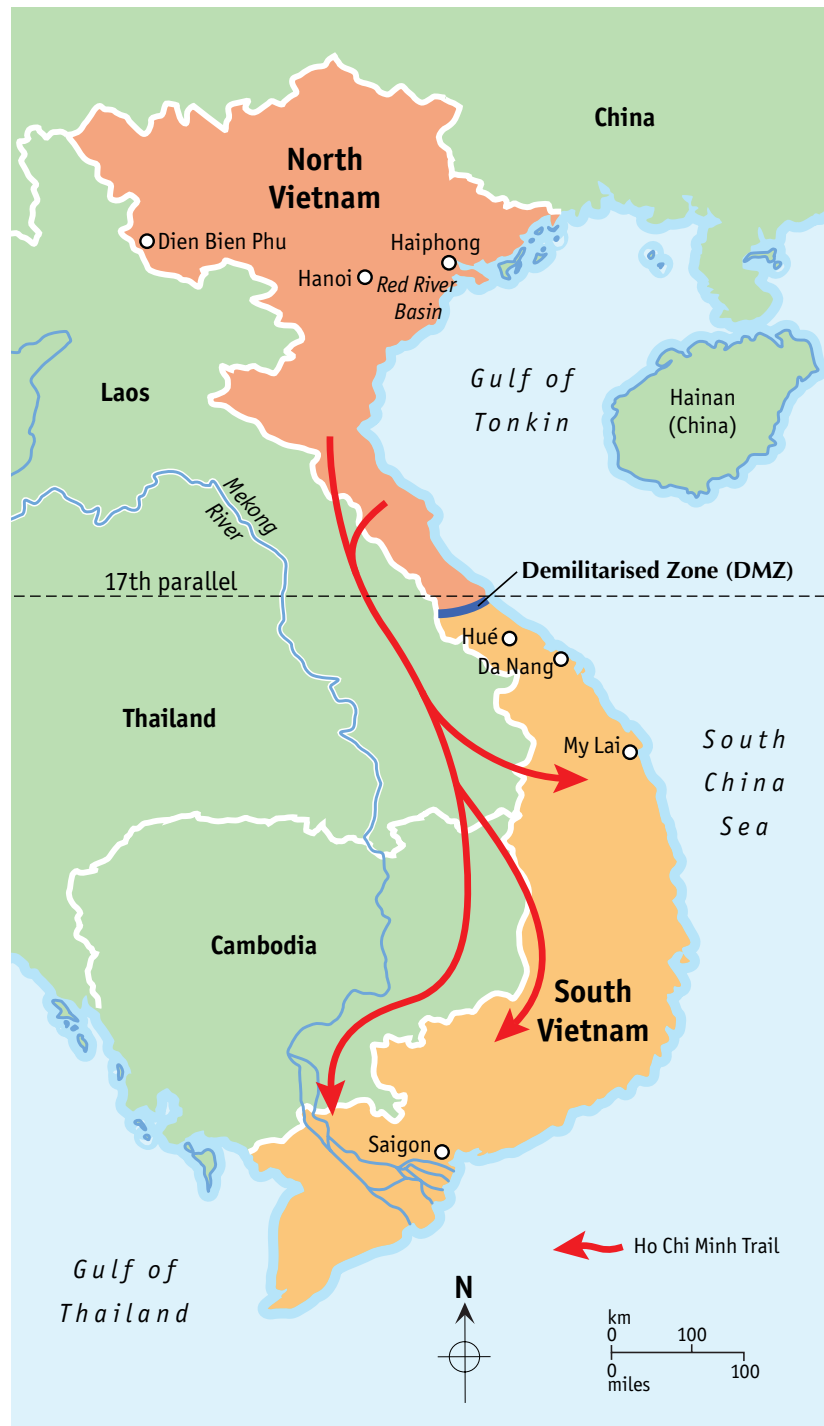 China
North
Vietnam
Dien Bien Phu
Haiphong
Hanoi
Red River
Basin
Gulf of
Tonkin
Hainan
(China)
Laos
Mekong
River
17th parallel
Demilitarised Zone (DMZ)
Hué
Da Nang
Thailand
My Lai
South
China
Sea
Cambodia
South
Vietnam
Saigon
Ho Chi Minh Trail
Gulf of
Thailand
N
km
0 100
0 100
miles